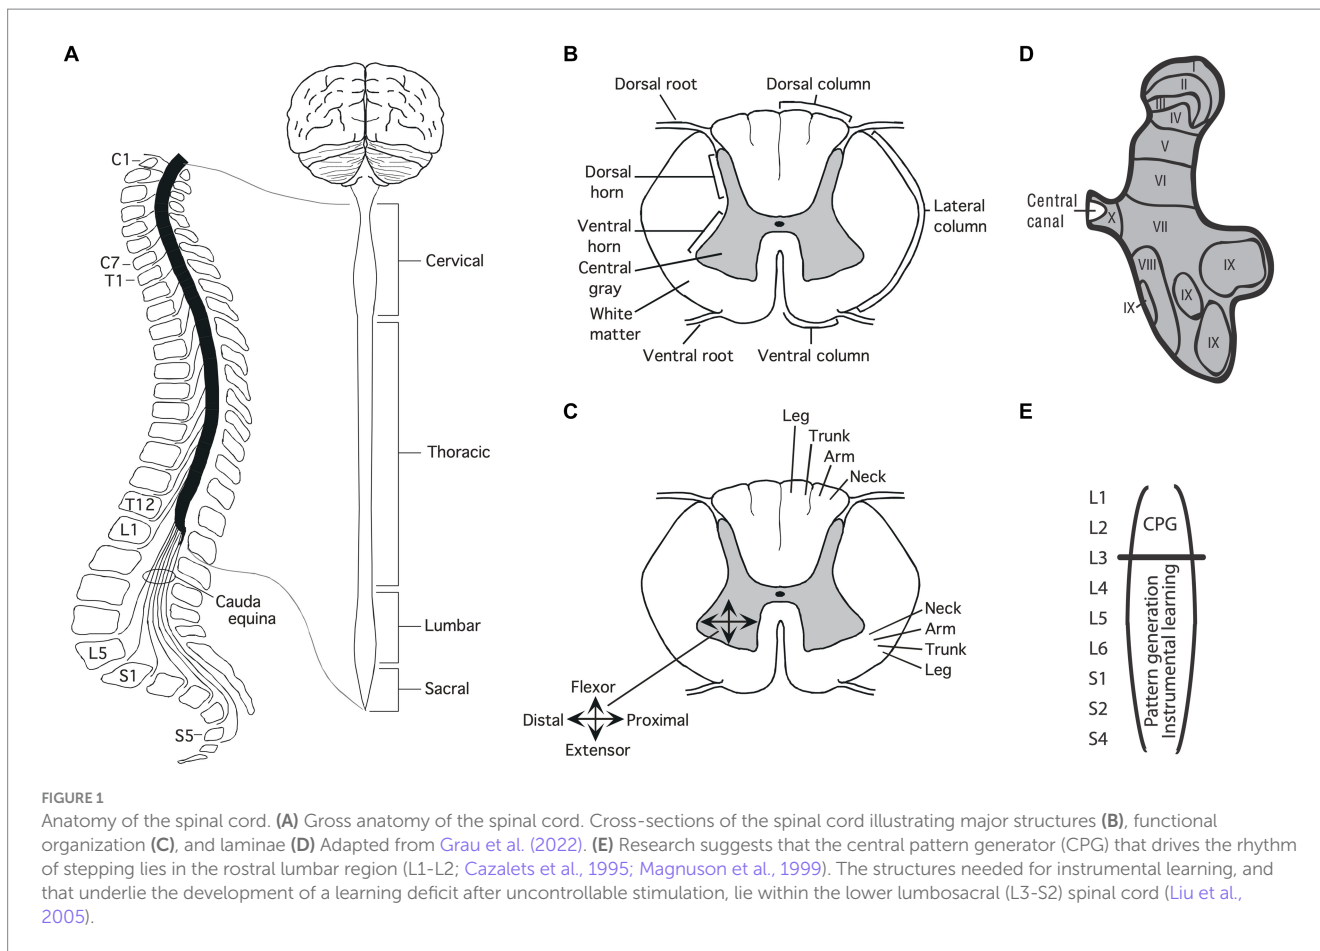 A
C1
C7
T1
T12
L1
L5
S1
S5
Cauda
equina
Cervical
Thoracic
Lumbar
Sacral
B
Dorsal root
Dorsal column
Dorsal
horn
Ventral
horn
Central
gray
White
matter
Ventral root
Ventral column
Lateral
column
C
Leg
Trunk
Arm
Neck
Neck
Arm
Trunk
Leg
Flexor
Distal
Proximal
Extensor
D
I
II
III
IV
V
VI
Central
canal
X
VII
VIII
IX
IX
IX
IX
E
L1
L2
L3
L4
L5
L6
S1
S2
S4
CPG
Pattern generation
Instrumental learning
FIGURE 1
Anatomy of the spinal cord. (A) Gross anatomy of the spinal cord. Cross-sections of the spinal cord illustrating major structures (B), functional
organization (C), and laminae (D) Adapted from Grau et al. (2022). (E) Research suggests that the central pattern generator (CPG) that drives the rhythm
of stepping lies in the rostral lumbar region (L1-L2; Cazalets et al., 1995; Magnuson et al., 1999). The structures needed for instrumental learning, and
that underlie the development of a learning deficit after uncontrollable stimulation, lie within the lower lumbosacral (L3-S2) spinal cord (Liu et al.,
2005).